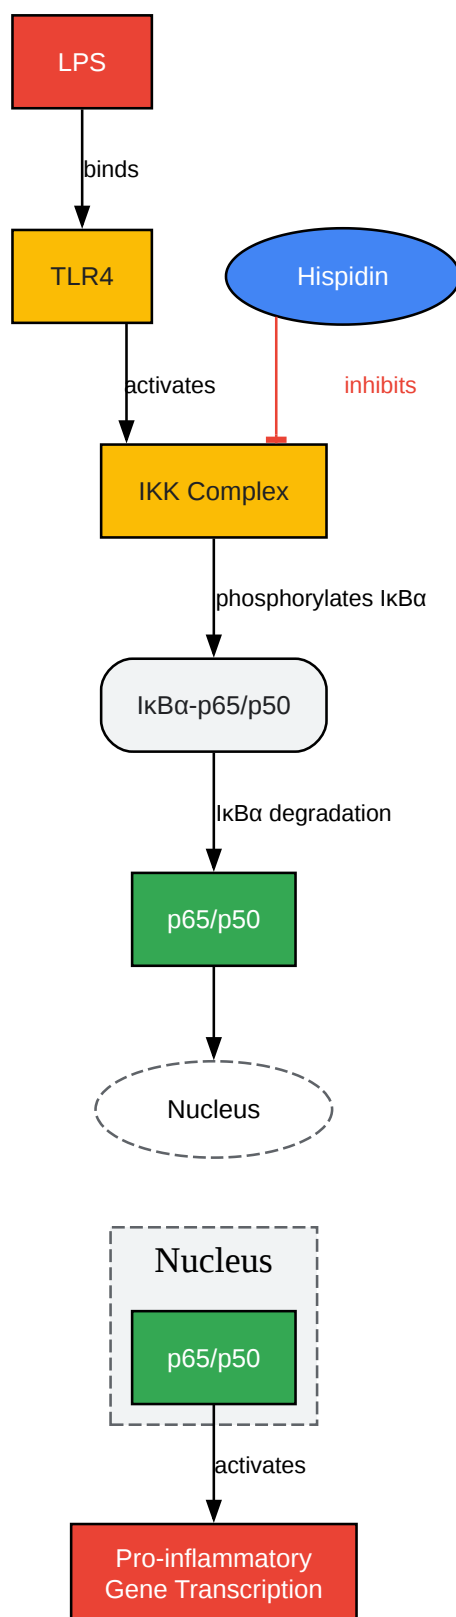 LPS
binds
TLR4
Hispidin
activates
inhibits
IKK Complex
phosphorylates IκBα
IκBα-p65/p50
IκBα degradation
p65/p50
Nucleus
Nucleus
p65/p50
activates
Pro-inflammatory
Gene Transcription